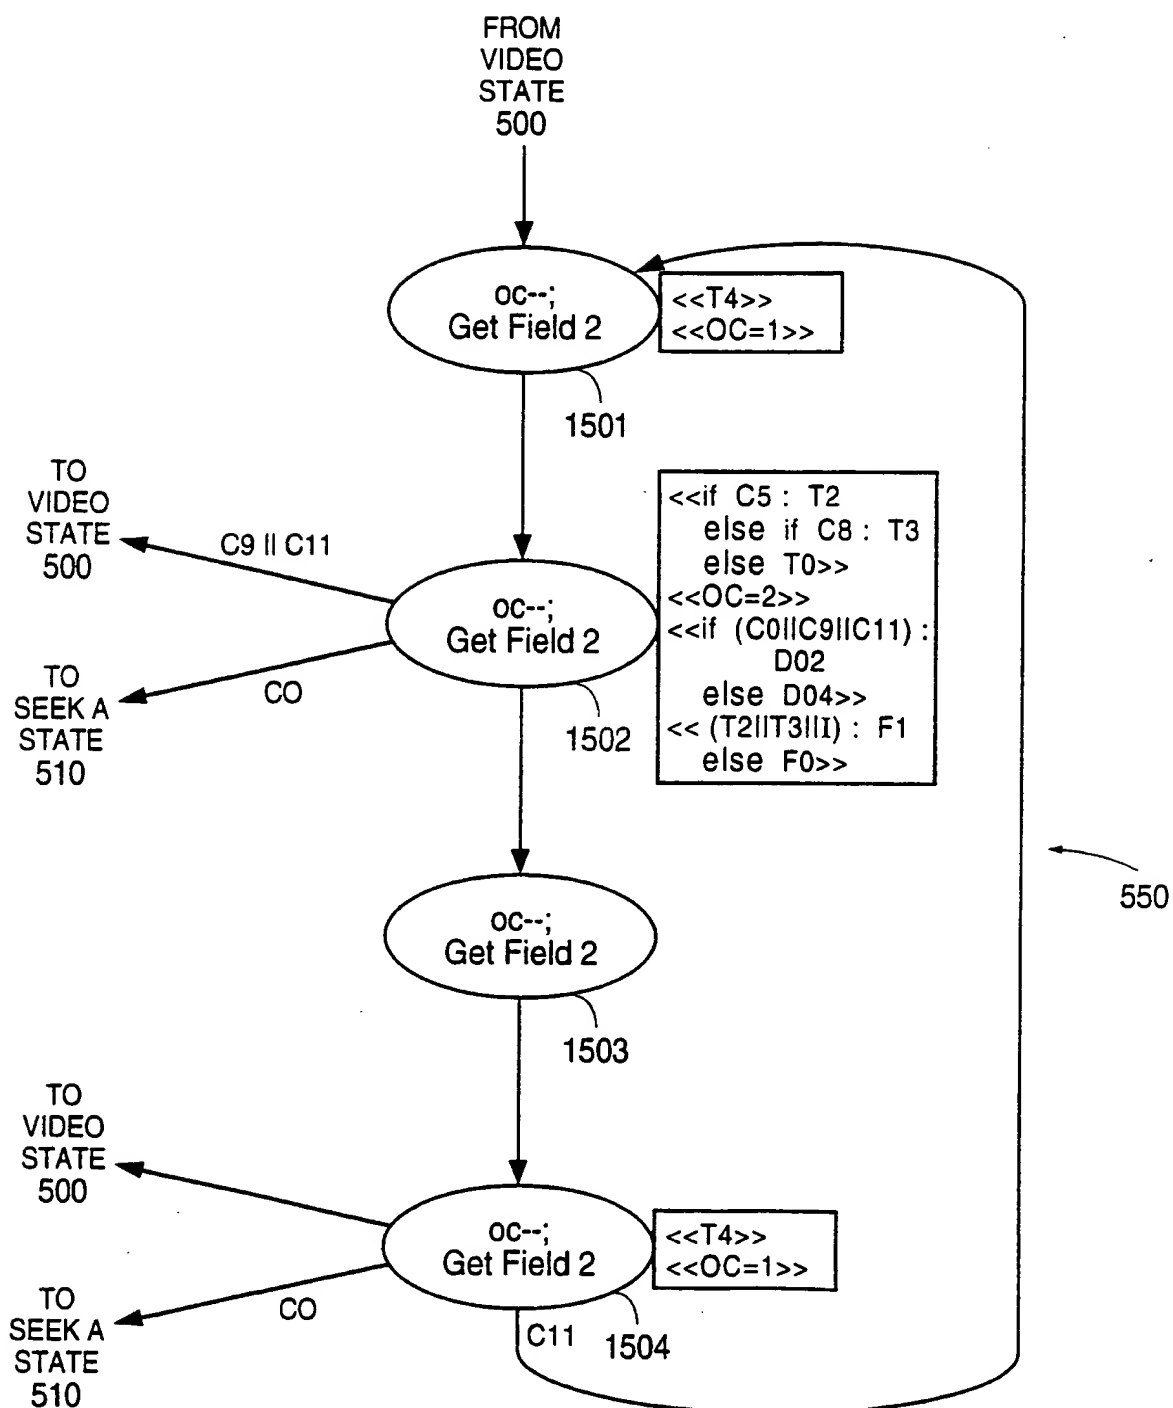 FROM
VIDEO
STATE
500
oc--;
Get Field 2
<<T4>>
<<OC=1>>
1501
TO
VIDEO
STATE
500
C9 || C11
<<if C5 : T2
else if C8 : T3
else T0>>
<<OC=2>>
<<if (C0||C9||C11) :
D02
else D04>>
<< (T2||T3||I) : F1
else F0>>
oc--;
Get Field 2
TO
SEEK A
STATE
510
CO
1502
550
oc--;
Get Field 2
1503
TO
VIDEO
STATE
500
oc--;
Get Field 2
<<T4>>
<<OC=1>>
TO
SEEK A
STATE
510
CO
C11
1504